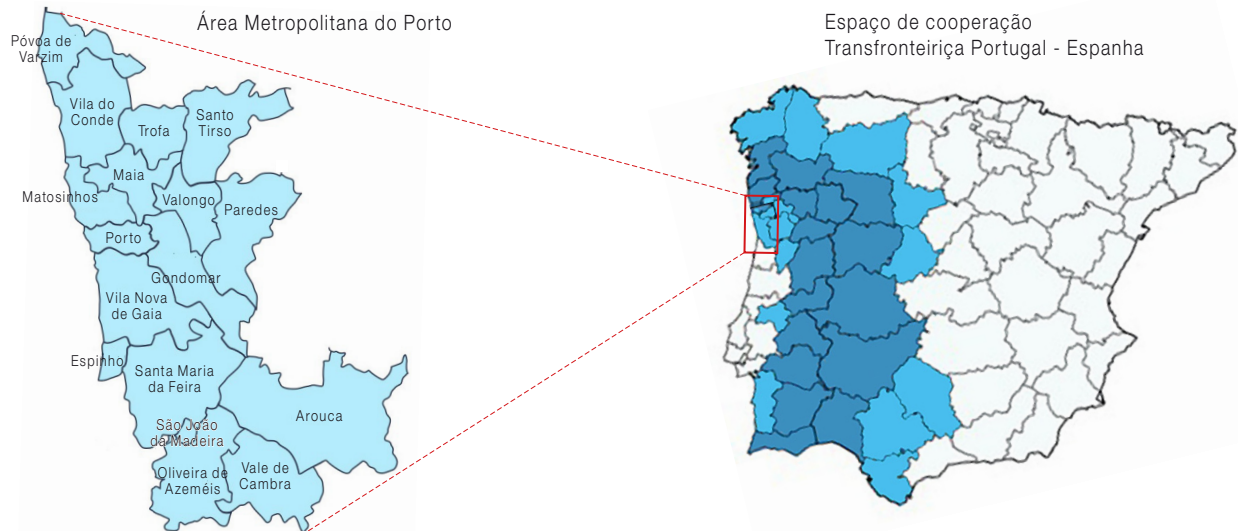 Área Metropolitana do Porto
Espaço de cooperação
Transfronteiriça Portugal - Espanha
Póvoa de
Varzim
Vila do
Conde
Santo
Tirso
Trofa
Maia
Matosinhos
Valongo
Paredes
Porto
Gondomar
Vila Nova
de Gaia
Espinho
Santa Maria
da Feira
Arouca
São João
da Madeira
Oliveira de
Azeméis
Vale de
Cambra